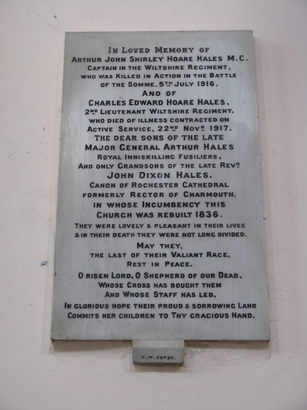 In Loved Memory of
Arthur John Shirley Hoare Hales M.C.
Captain in the Wiltshire Regiment,
who was Killed in Action in the Battle
of the Somme, 5th July 1916.
And of
Charles Edward Hoare Hales,
2nd Lieutenant Wiltshire Regiment,
who died of illness contracted on
Active Service, 22nd Novr 1917.
The dear sons of the late
Major General Arthur Hales
Royal Inniskilling Fusiliers,
And only Grandsons of the late Revd
John Dixon Hales,
Canon of Rochester Cathedral
formerly Rector of Charmouth,
in whose Incumbency this
Church was rebuilt 1836.
They were lovely & pleasant in their lives
& in their death they were not long divided.
May they,
the last of their Valiant Race,
Rest in Peace.
O risen Lord, O Shepherd of our Dead,
Whose Cross has bought them
And Whose Staff has led,
In glorious hope their proud & sorrowing Land
Commits her Children to Thy gracious Hand.